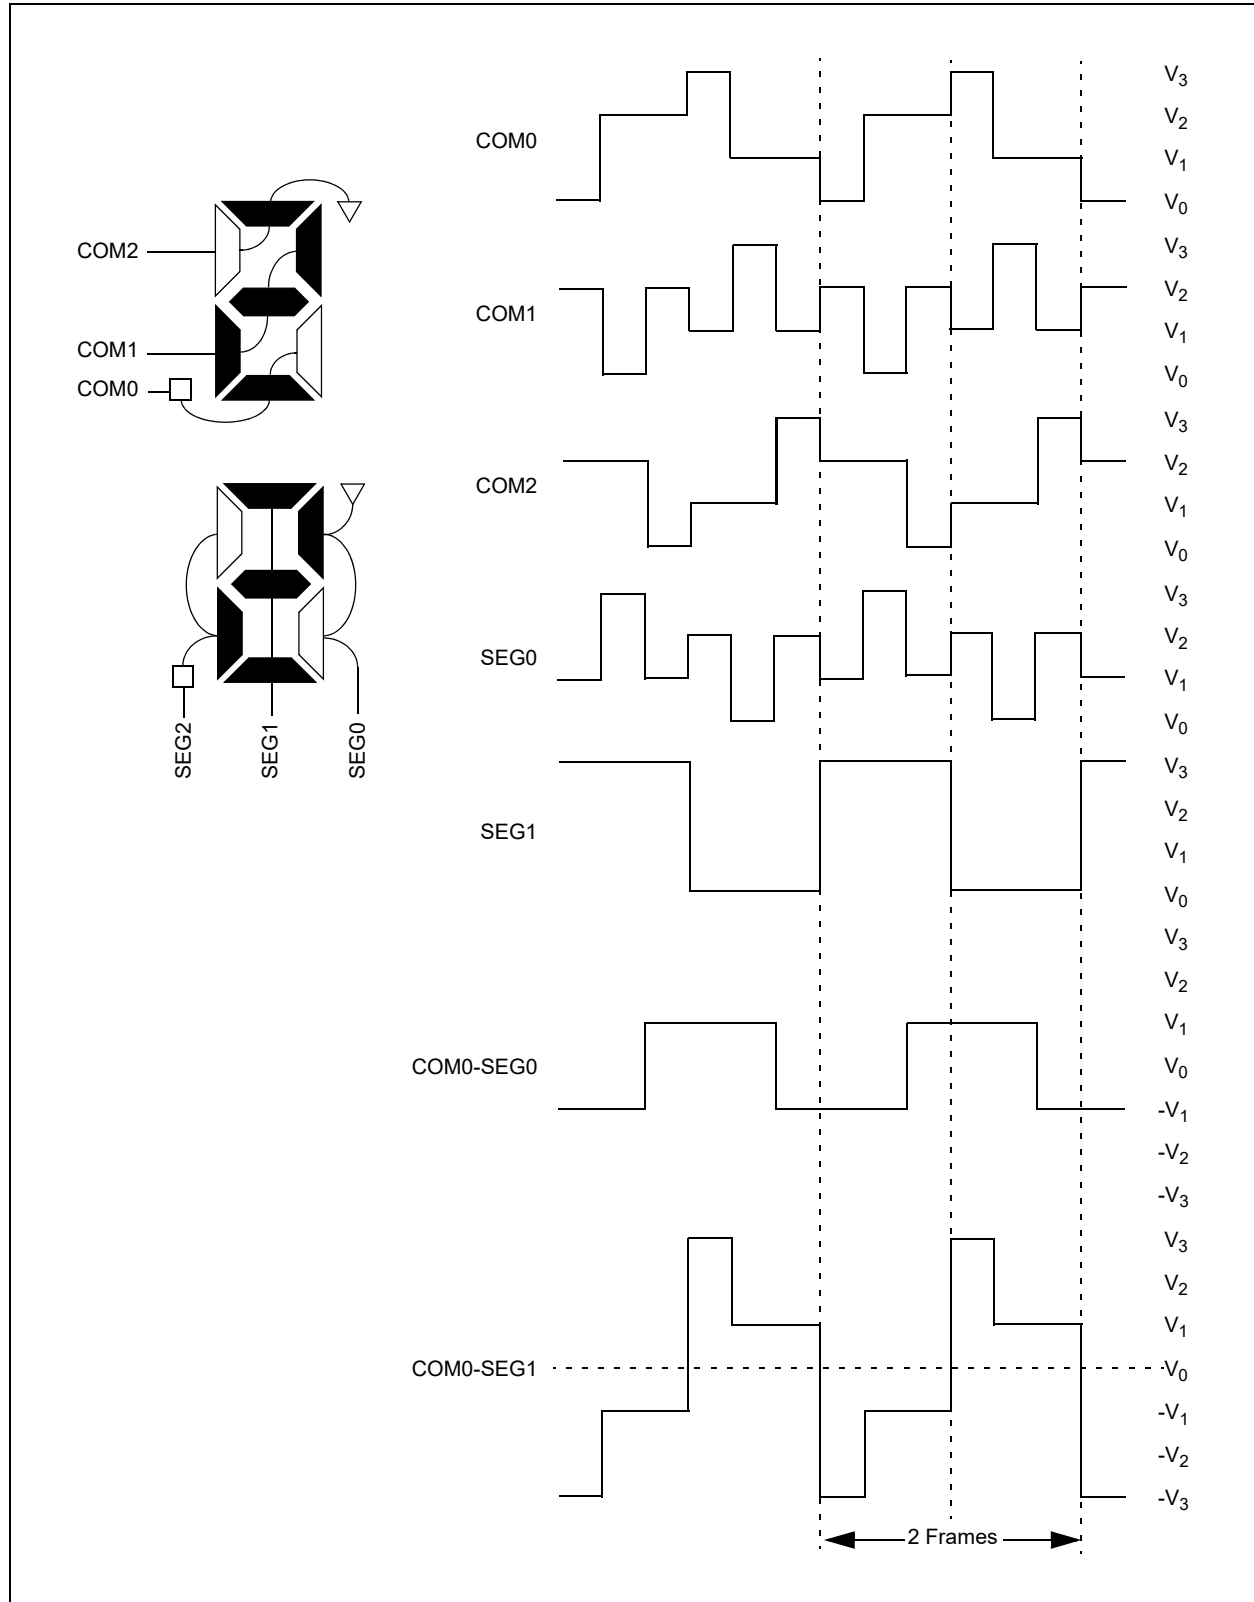 COM2
COM1
COM0
SEG2
SEG1
SEG0
COM0
V3
V2
V1
V0
COM1
V3
V2
V1
V0
COM2
V3
V2
V1
V0
SEG0
V3
V2
V1
V0
SEG1
V3
V2
V1
V0
COM0-SEG0
V3
V2
V1
V0
-V1
-V2
-V3
COM0-SEG1
V3
V2
V1
V0
-V1
-V2
-V3
2 Frames